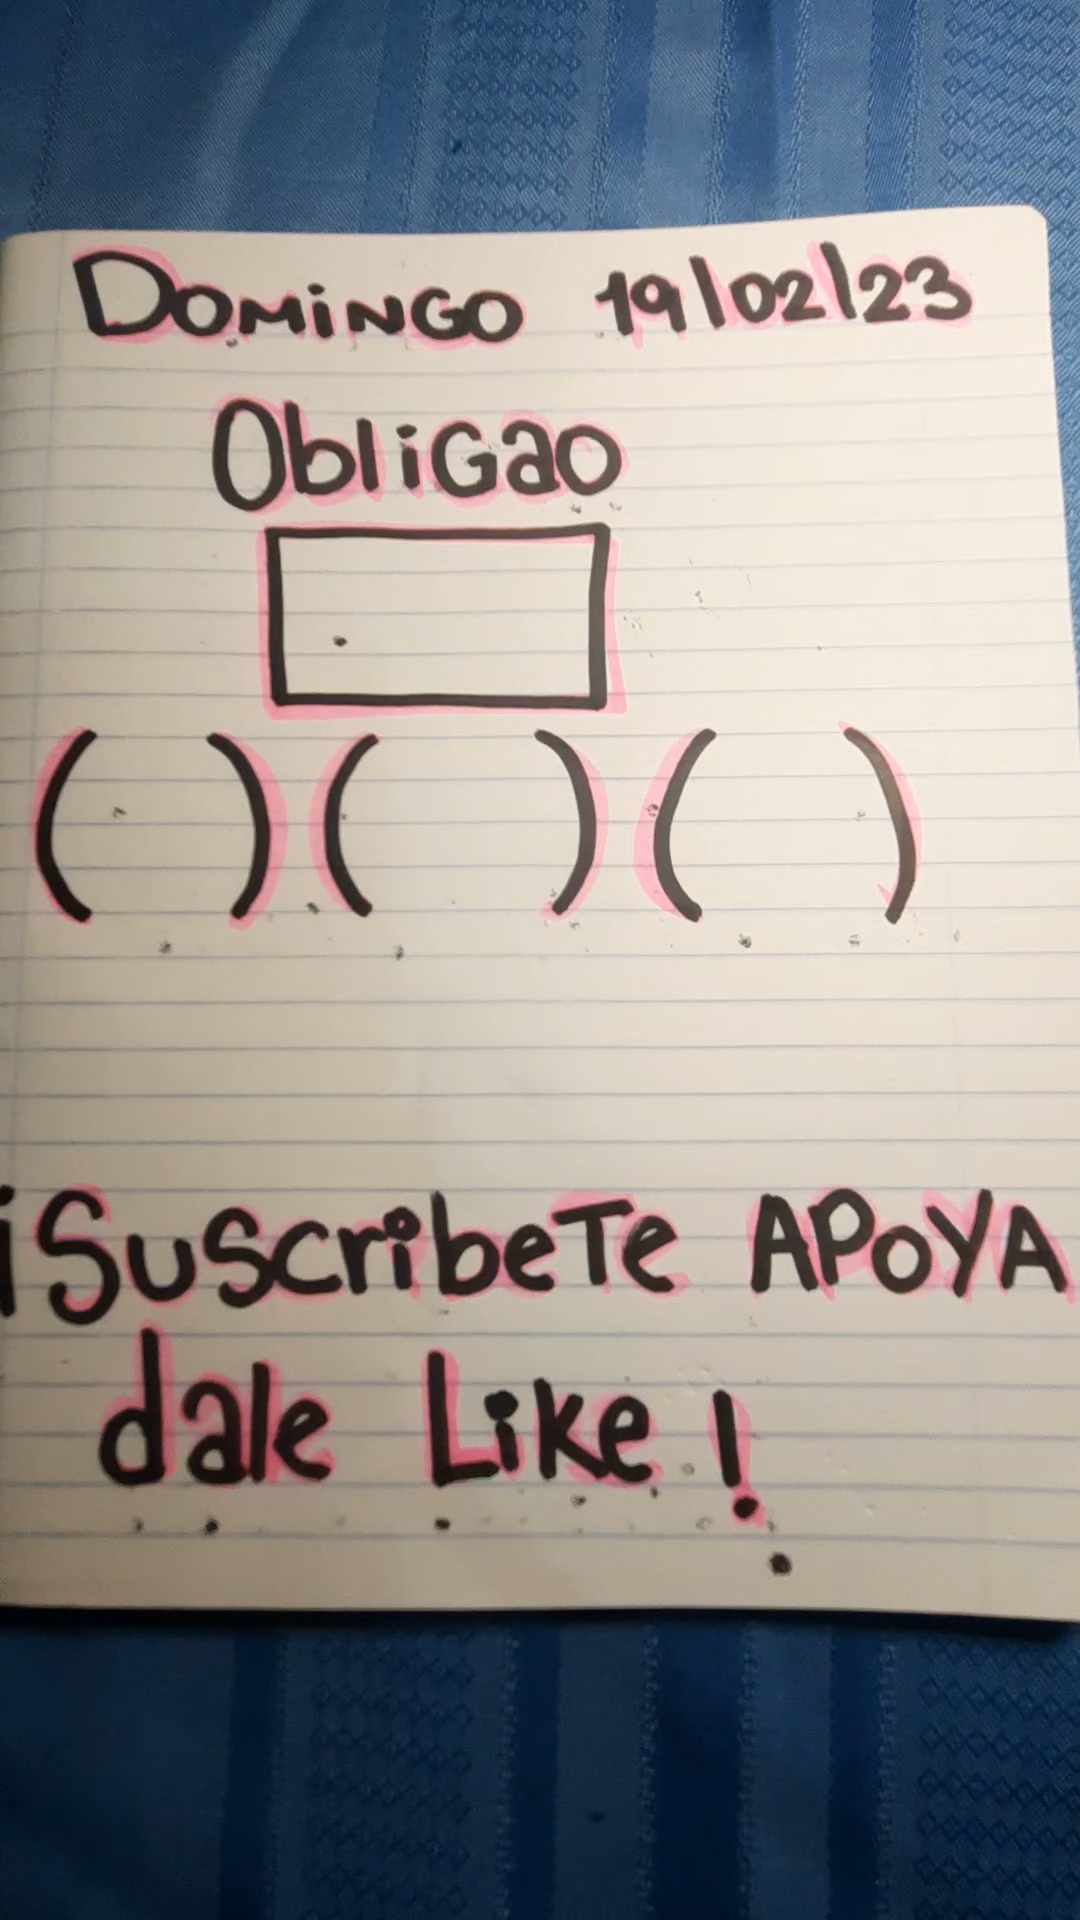 Domingo 19/02/23
Obligao
( ) ( ) ( )
¡Suscribete APOYA
dale Like!